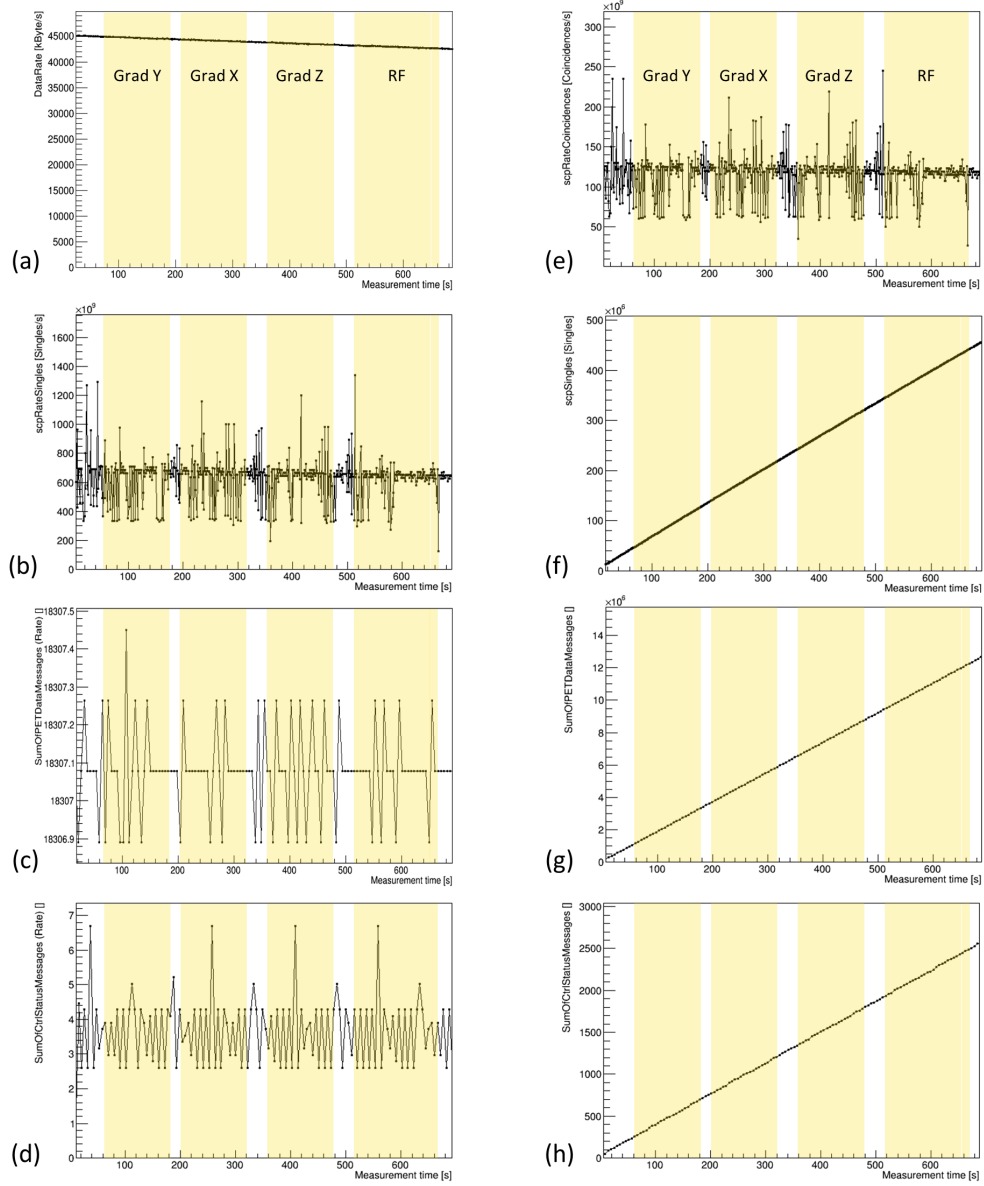 DataRate [kByte/s]
45000
40000
35000
30000
25000
20000
15000
10000
5000
0
Grad Y Grad X Grad Z RF
100 200 300 400 500 600
Measurement time [s]
(a)
×10⁹
scpRateCoincidences [Coincidences/s]
300
250
200
150
100
50
Grad Y Grad X Grad Z RF
100 200 300 400 500 600
Measurement time [s]
(e)
×10⁹
scpRateSingles [Singles/s]
1600
1400
1200
1000
800
600
400
200
0
100 200 300 400 500 600
Measurement time [s]
(b)
×10⁶
scpSingles [Singles]
500
400
300
200
100
0
100 200 300 400 500 600
Measurement time [s]
(f)
SumOfPETDataMessages (Rate) []
18307.5
18307.4
18307.3
18307.2
18307.1
18307
18306.9
100 200 300 400 500 600
Measurement time [s]
(c)
×10⁶
SumOfPETDataMessages []
14
12
10
8
6
4
2
0
100 200 300 400 500 600
Measurement time [s]
(g)
SumOfCtrlStatusMessages (Rate) []
7
6
5
4
3
2
1
0
100 200 300 400 500 600
Measurement time [s]
(d)
SumOfCtrlStatusMessages []
3000
2500
2000
1500
1000
500
0
100 200 300 400 500 600
Measurement time [s]
(h)